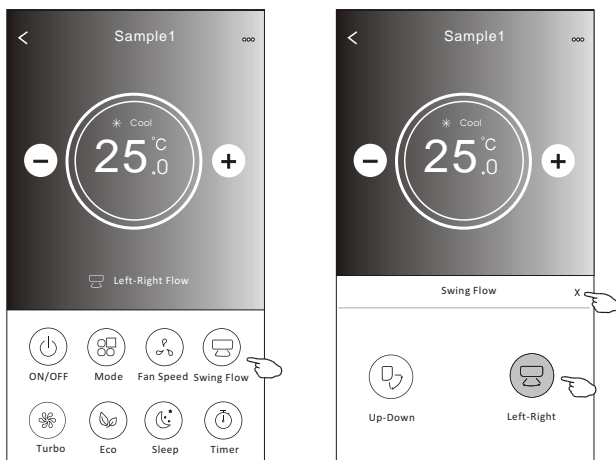 Sample1
Cool
25.0°C
Left-Right Flow
ON/OFF Mode Fan Speed Swing Flow
Turbo Eco Sleep Timer
Sample1
Cool
25.0°C
Swing Flow X
Up-Down Left-Right